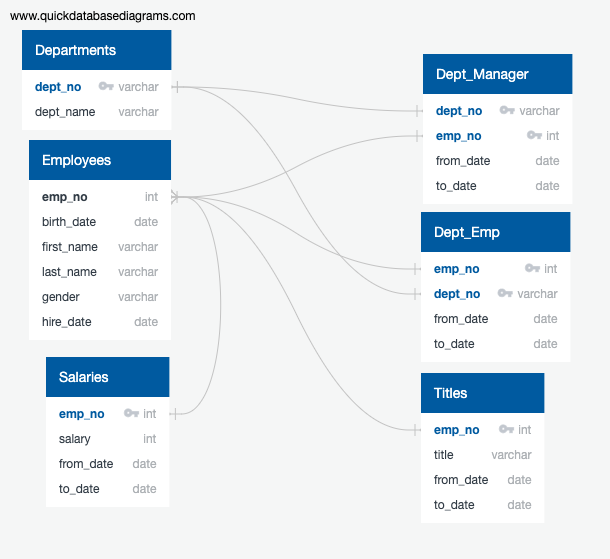 www.quickdatabasediagrams.com
Departments
dept_no varchar
dept_name varchar
Employees
emp_no int
birth_date date
first_name varchar
last_name varchar
gender varchar
hire_date date
Salaries
emp_no int
salary int
from_date date
to_date date
Dept_Manager
dept_no varchar
emp_no int
from_date date
to_date date
Dept_Emp
emp_no int
dept_no varchar
from_date date
to_date date
Titles
emp_no int
title varchar
from_date date
to_date date